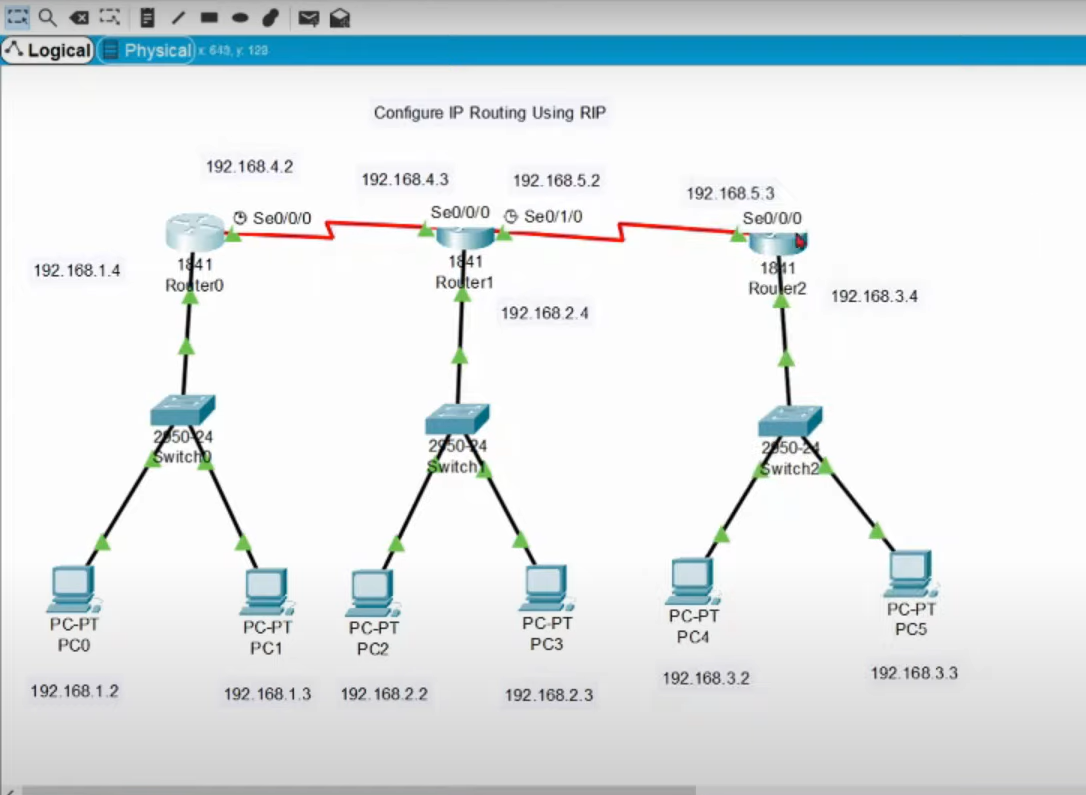 Logical Physical x: 649, y: 128
Configure IP Routing Using RIP
192.168.4.2
192.168.4.3
192.168.5.2
192.168.5.3
Se0/0/0
Se0/0/0
Se0/1/0
Se0/0/0
192.168.1.4
1841
Router0
1841
Router1
1841
Router2
192.168.3.4
192.168.2.4
2950-24
Switch0
2950-24
Switch1
2950-24
Switch2
PC-PT
PC0
PC-PT
PC1
PC-PT
PC2
PC-PT
PC3
PC-PT
PC4
PC-PT
PC5
192.168.1.2
192.168.1.3
192.168.2.2
192.168.2.3
192.168.3.2
192.168.3.3